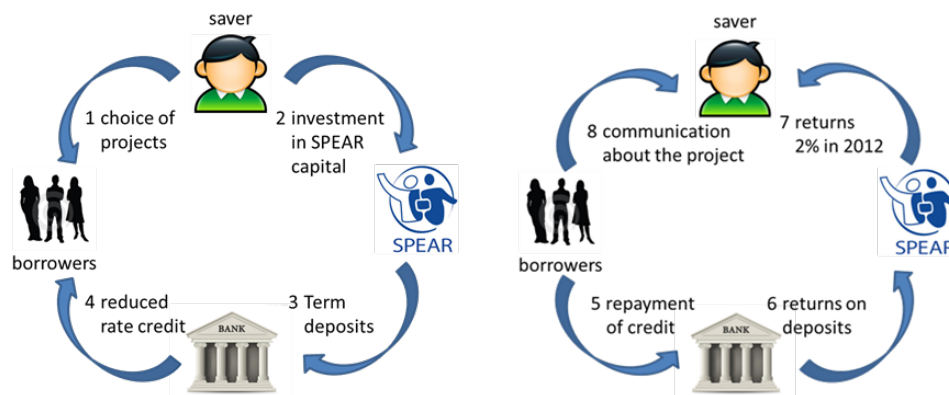 saver
1 choice of
projects
2 investment
in SPEAR
capital
SPEAR
borrowers
4 reduced
rate credit
3 Term
deposits
BANK
saver
8 communication
about the project
7 returns
2% in 2012
SPEAR
borrowers
5 repayment
of credit
6 returns on
deposits
BANK